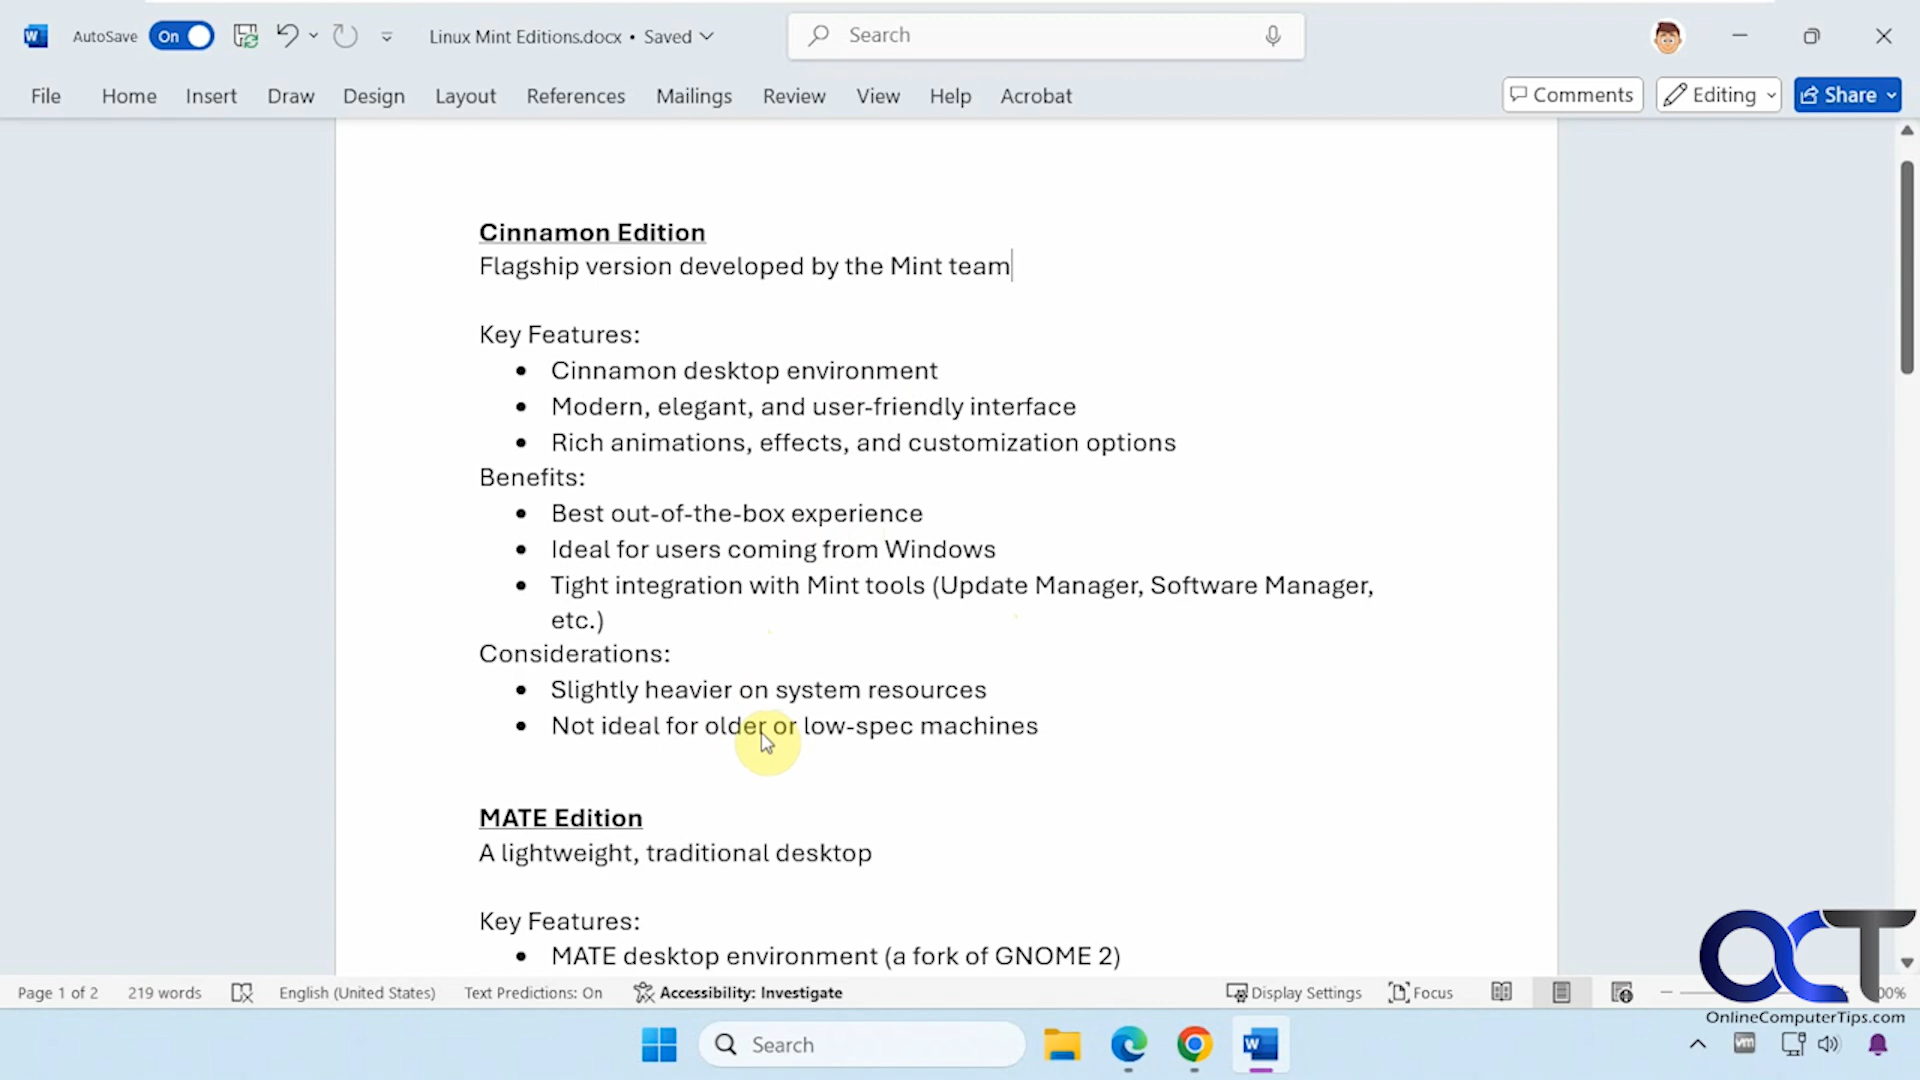 AutoSave On Linux Mint Editions.docx • Saved Search
File Home Insert Draw Design Layout References Mailings Review View Help Acrobat Comments Editing Share
Cinnamon Edition
Flagship version developed by the Mint team
Key Features:
• Cinnamon desktop environment
• Modern, elegant, and user-friendly interface
• Rich animations, effects, and customization options
Benefits:
• Best out-of-the-box experience
• Ideal for users coming from Windows
• Tight integration with Mint tools (Update Manager, Software Manager,
etc.)
Considerations:
• Slightly heavier on system resources
• Not ideal for older or low-spec machines
MATE Edition
A lightweight, traditional desktop
Key Features:
• MATE desktop environment (a fork of GNOME 2)
Page 1 of 2 219 words English (United States) Text Predictions: On Accessibility: Investigate Display Settings Focus
OCT
OnlineComputerTips.com
Search
vm